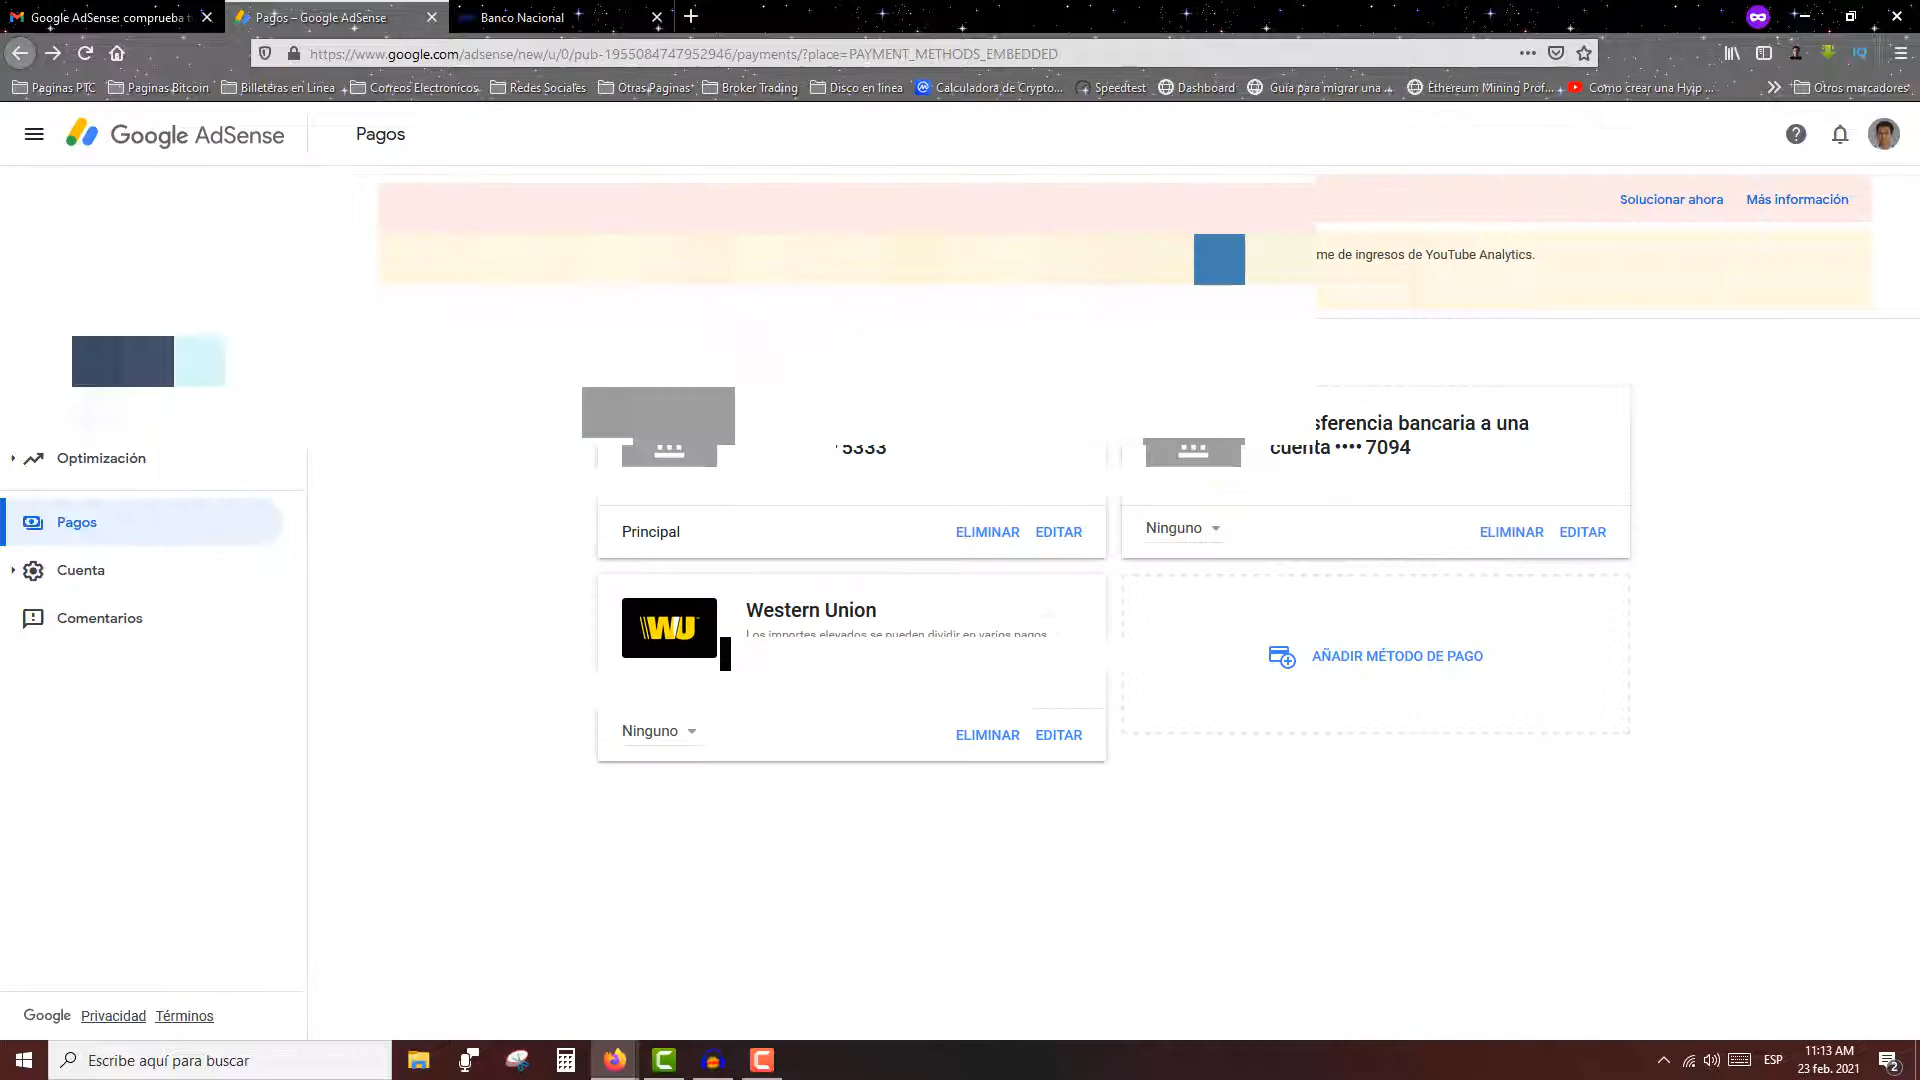 Google AdSense: comprueba t
Pagos – Google AdSense
Banco Nacional
https://www.google.com/adsense/new/u/0/pub-1955084747952946/payments/?place=PAYMENT_METHODS_EMBEDDED
Paginas PTC
Paginas Bitcoin
Billeteras en Linea
Correos Electronicos
Redes Sociales
Otras Paginas
Broker Trading
Disco en linea
Calculadora de Crypto...
Speedtest
Dashboard
Guía para migrar una ...
Ethereum Mining Prof...
Como crear una Hyip ...
Otros marcadores
Google AdSense
Pagos
Solucionar ahora
Más información
me de ingresos de YouTube Analytics.
5333
sferencia bancaria a una
cuenta •••• 7094
Optimización
Pagos
Cuenta
Comentarios
Principal
ELIMINAR
EDITAR
Ninguno
ELIMINAR
EDITAR
WU
Western Union
Los importes elevados se pueden dividir en varios pagos
AÑADIR MÉTODO DE PAGO
Ninguno
ELIMINAR
EDITAR
Google
Privacidad
Términos
Escribe aquí para buscar
ESP
11:13 AM
23 feb. 2021
2